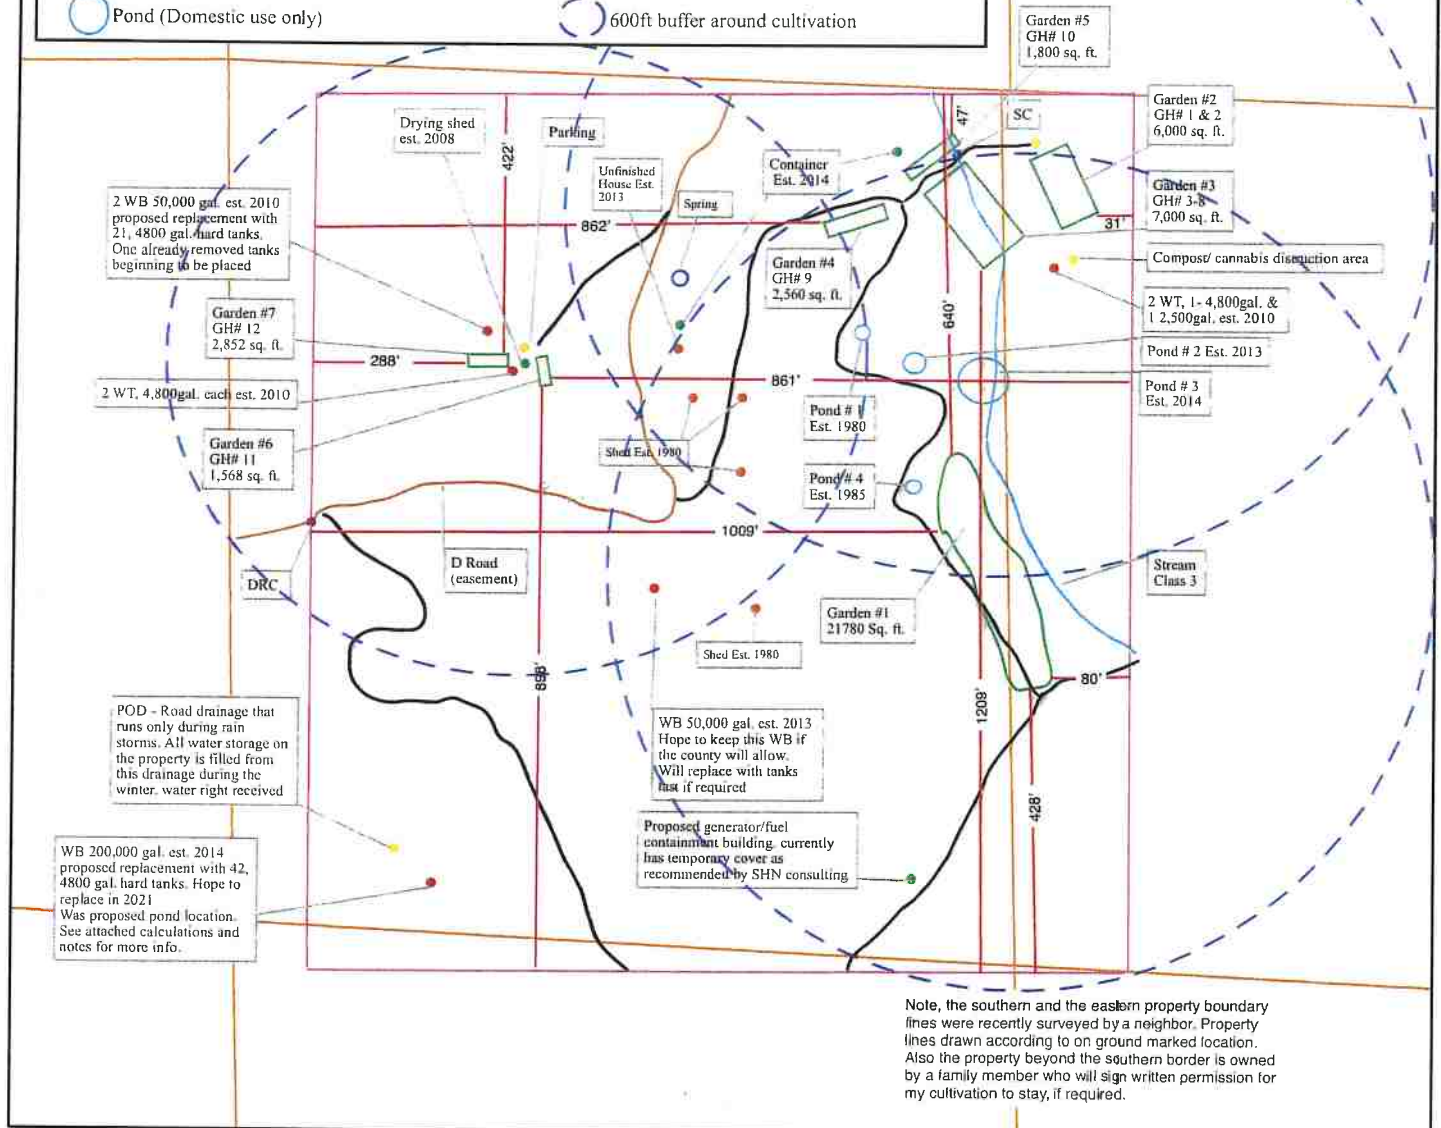 Pond (Domestic use only)
600ft buffer around cultivation
Garden #5
GH# 10
1,800 sq. ft.
Garden #2
GH# 1 & 2
6,000 sq. ft.
47'
SC
Drying shed
est. 2008
Parking
422'
Unfinished
House Est.
2013
Spring
Container
Est. 2014
Garden #3
GH# 3-8
7,000 sq. ft.
2 WB 50,000 gal. est. 2010
proposed replacement with
21, 4800 gal. hard tanks.
One already removed tanks
beginning to be placed
862'
31'
Compost/ cannabis
area
Garden #4
GH# 9
2,560 sq. ft.
2 WT, 1- 4,800gal. &
1 2,500gal. est. 2010
Garden #7
GH# 12
2,852 sq. ft.
640'
288'
Pond # 2 Est. 2013
861'
2 WT, 4,800gal. each est. 2010
Pond # 3
Est. 2014
Pond # 1
Est. 1980
Garden #6
GH# 11
1,568 sq. ft.
Shed Est. 1980
Pond # 4
Est. 1985
1009'
D Road
(easement)
DRC
Stream
Class 3
Garden #1
21780 Sq. ft.
Shed Est. 1980
898'
80'
1209'
POD - Road drainage that
runs only during rain
storms. All water storage on
the property is filled from
this drainage during the
winter. water right received
WB 50,000 gal. est. 2013
Hope to keep this WB if
the county will allow.
Will replace with tanks
if required
428'
Proposed generator/fuel
containment building. currently
has temporary cover as
recommended by SHN consulting
WB 200,000 gal. est. 2014
proposed replacement with 42,
4800 gal. hard tanks. Hope to
replace in 2021
Was proposed pond location.
See attached calculations and
notes for more info.
Note, the southern and the eastern property boundary
lines were recently surveyed by a neighbor. Property
lines drawn according to on ground marked location.
Also the property beyond the southern border is owned
by a family member who will sign written permission for
my cultivation to stay, if required.